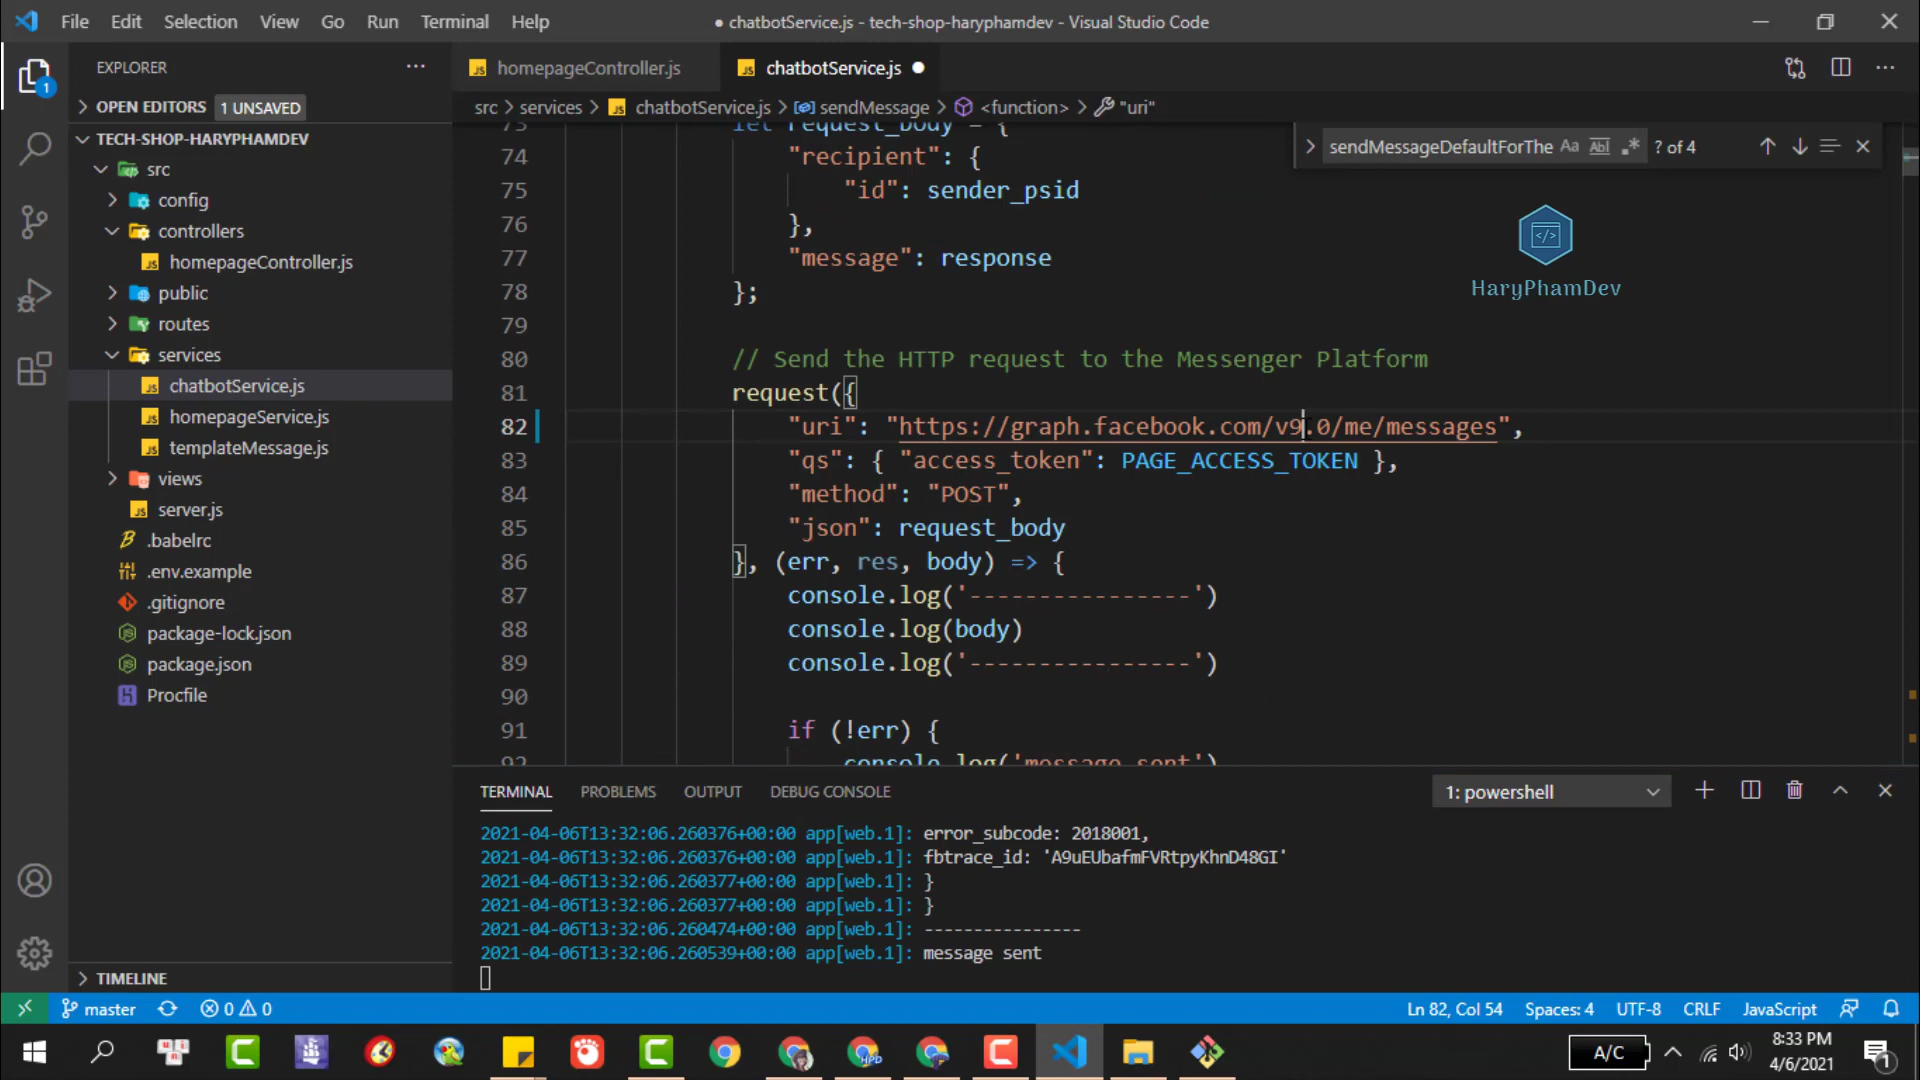 File Edit View Go Run Terminal Help
● chatbotService.js - tech-shop-haryphamdev - Visual Studio Code
EXPLORER
OPEN EDITORS 1 UNSAVED
TECH-SHOP-HARYPHAMDEV
src
config
controllers
homepageController.js
public
routes
services
chatbotService.js
homepageService.js
templateMessage.js
views
server.js
.babelrc
.env.example
.gitignore
package-lock.json
package.json
Procfile
TIMELINE
homepageController.js
chatbotService.js
src > services > chatbotService.js > sendMessage > <function> > "uri"
sendMessageDefaultForThe Aa Abl .* ? of 4
HaryPhamDev
73 let request_body = {
74 "recipient": {
75 "id": sender_psid
76 },
77 "message": response
78 };
79
80 // Send the HTTP request to the Messenger Platform
81 request({
82 "uri": "https://graph.facebook.com/v9.0/me/messages",
83 "qs": { "access_token": PAGE_ACCESS_TOKEN },
84 "method": "POST",
85 "json": request_body
86 }, (err, res, body) => {
87 console.log('----------------')
88 console.log(body)
89 console.log('----------------')
90
91 if (!err) {
92 console.log('message sent')
TERMINAL PROBLEMS OUTPUT DEBUG CONSOLE
1: powershell
2021-04-06T13:32:06.260376+00:00 app[web.1]: error_subcode: 2018001,
2021-04-06T13:32:06.260376+00:00 app[web.1]: fbtrace_id: 'A9uEUbafmFVRtpyKhnD48GI'
2021-04-06T13:32:06.260377+00:00 app[web.1]: }
2021-04-06T13:32:06.260377+00:00 app[web.1]: }
2021-04-06T13:32:06.260474+00:00 app[web.1]: ----------------
2021-04-06T13:32:06.260539+00:00 app[web.1]: message sent
master 0 0
Ln 82, Col 54 Spaces: 4 UTF-8 CRLF JavaScript
A/C
8:33 PM
4/6/2021